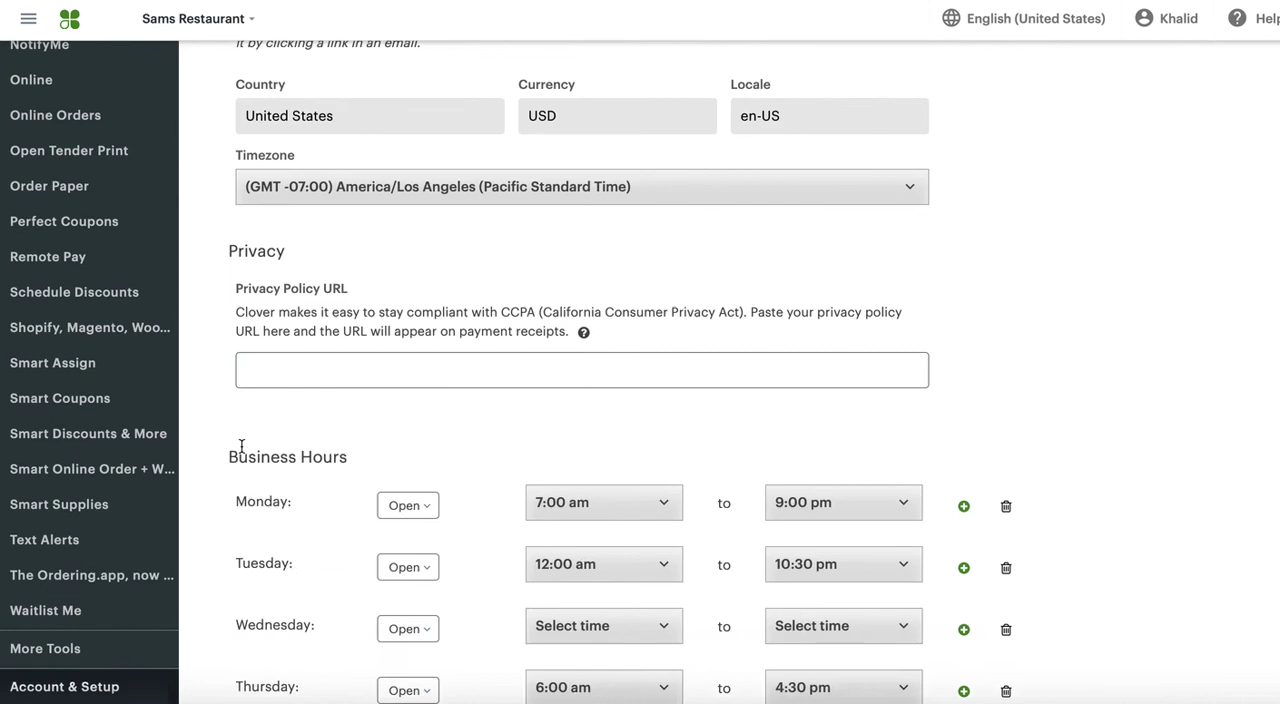 Sams Restaurant
English (United States)
Khalid
Help
NotifyMe
Online
Online Orders
Open Tender Print
Order Paper
Perfect Coupons
Remote Pay
Schedule Discounts
Shopify, Magento, Woo...
Smart Assign
Smart Coupons
Smart Discounts & More
Smart Online Order + W...
Smart Supplies
Text Alerts
The Ordering.app, now ...
Waitlist Me
More Tools
Account & Setup
it by clicking a link in an email.
Country Currency Locale
United States USD en-US
Timezone
(GMT -07:00) America/Los Angeles (Pacific Standard Time)
Privacy
Privacy Policy URL
Clover makes it easy to stay compliant with CCPA (California Consumer Privacy Act). Paste your privacy policy
URL here and the URL will appear on payment receipts. ?
Business Hours
Monday: Open 7:00 am to 9:00 pm
Tuesday: Open 12:00 am to 10:30 pm
Wednesday: Open Select time to Select time
Thursday: Open 6:00 am to 4:30 pm